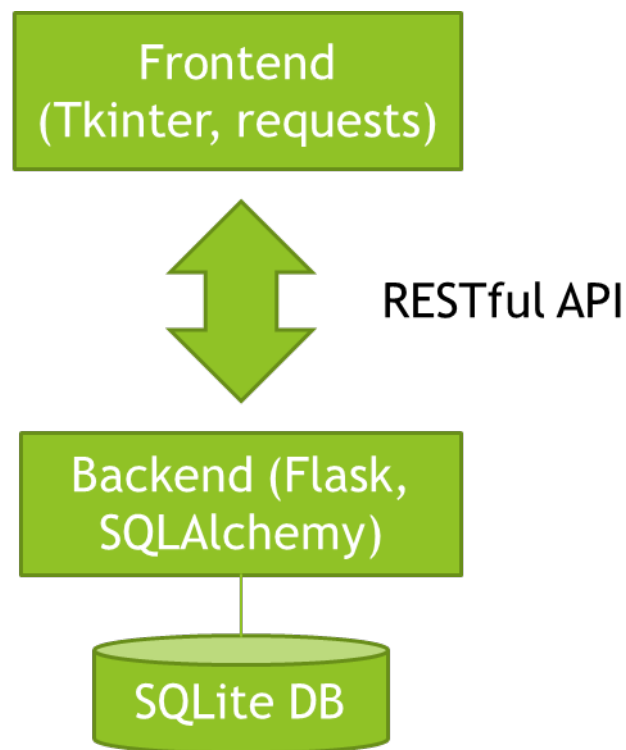 Frontend
(Tkinter, requests)
RESTful API
Backend (Flask,
SQLAlchemy)
SQLite DB